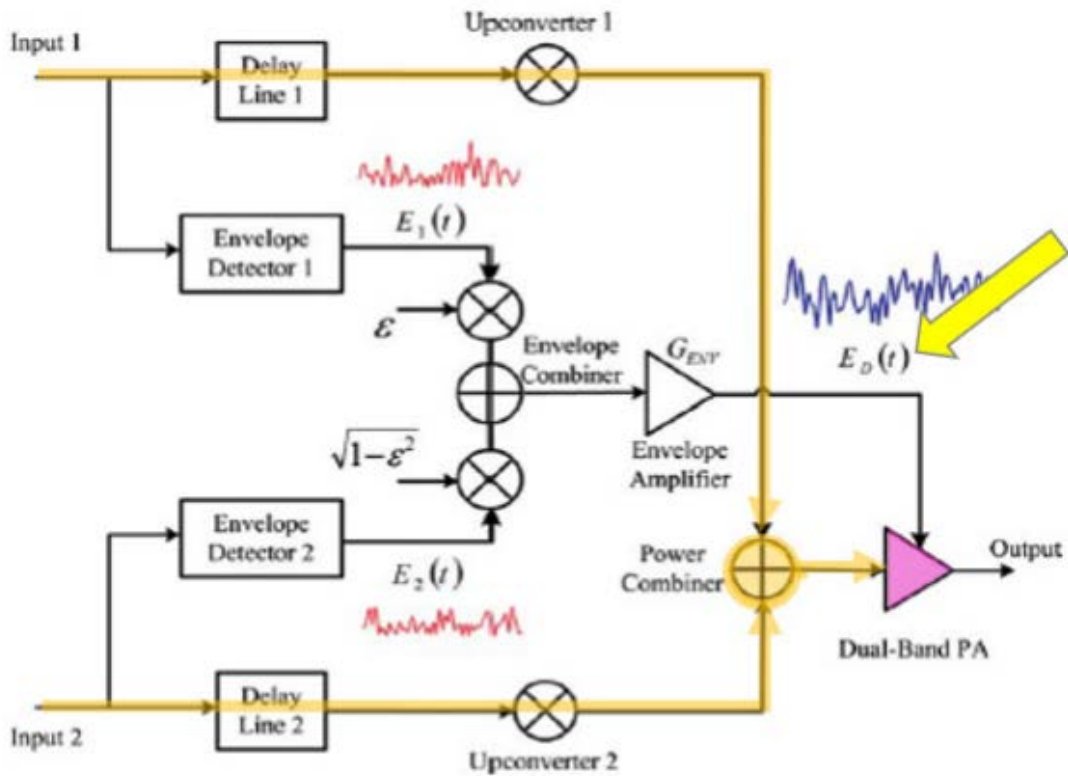 Upconverter 1
Input 1
Delay
Line 1
E₁(t)
Envelope
Detector 1
ε
Envelope
Combiner
G_ENV
E_D(t)
√1-ε²
Envelope
Amplifier
Envelope
Detector 2
E₂(t)
Power
Combiner
Output
Dual-Band PA
Delay
Line 2
Input 2
Upconverter 2